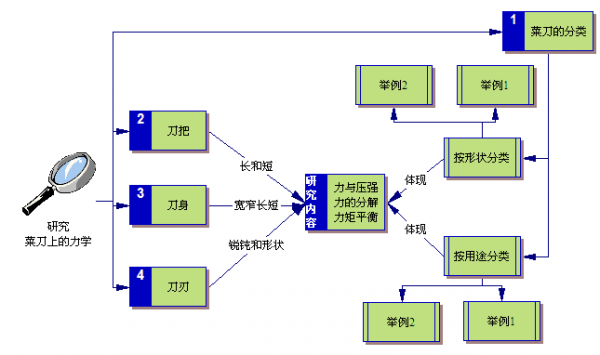 1
菜刀的分类
举例2
举例1
2
刀把
长和短
按形状分类
体现
3
刀身
宽窄长短
研究内容
力与压强
力的分解
力矩平衡
研究
菜刀上的力学
体现
锐钝和形状
按用途分类
4
刀刃
举例2
举例1